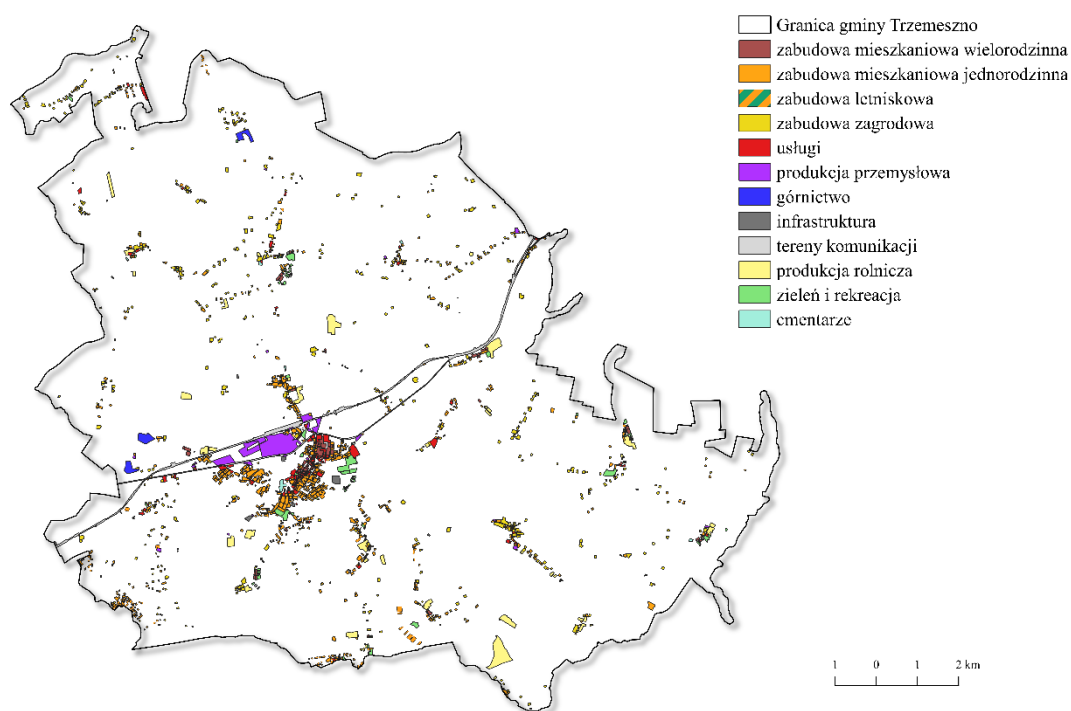 Granica gminy Trzemeszno
zabudowa mieszkaniowa wielorodzinna
zabudowa mieszkaniowa jednorodzinna
zabudowa letniskowa
zabudowa zagrodowa
usługi
produkcja przemysłowa
górnictwo
infrastruktura
tereny komunikacji
produkcja rolnicza
zieleń i rekreacja
cmentarze
1 0 1 2 km